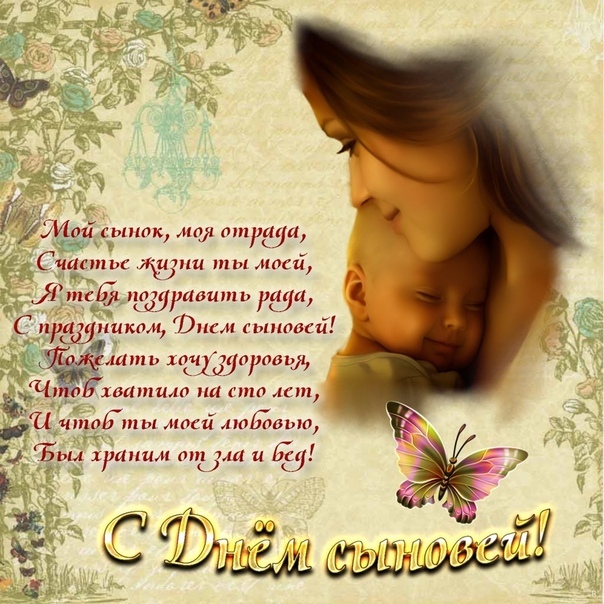 Мой сынок, моя отрада,
Счастье жизни ты моей,
Я тебя поздравить рада,
С праздником, Днем сыновей!
Пожелать хочу здоровья,
Чтоб хватило на сто лет,
И чтоб ты моей любовью,
Был храним от зла и бед!
С Днём сыновей!